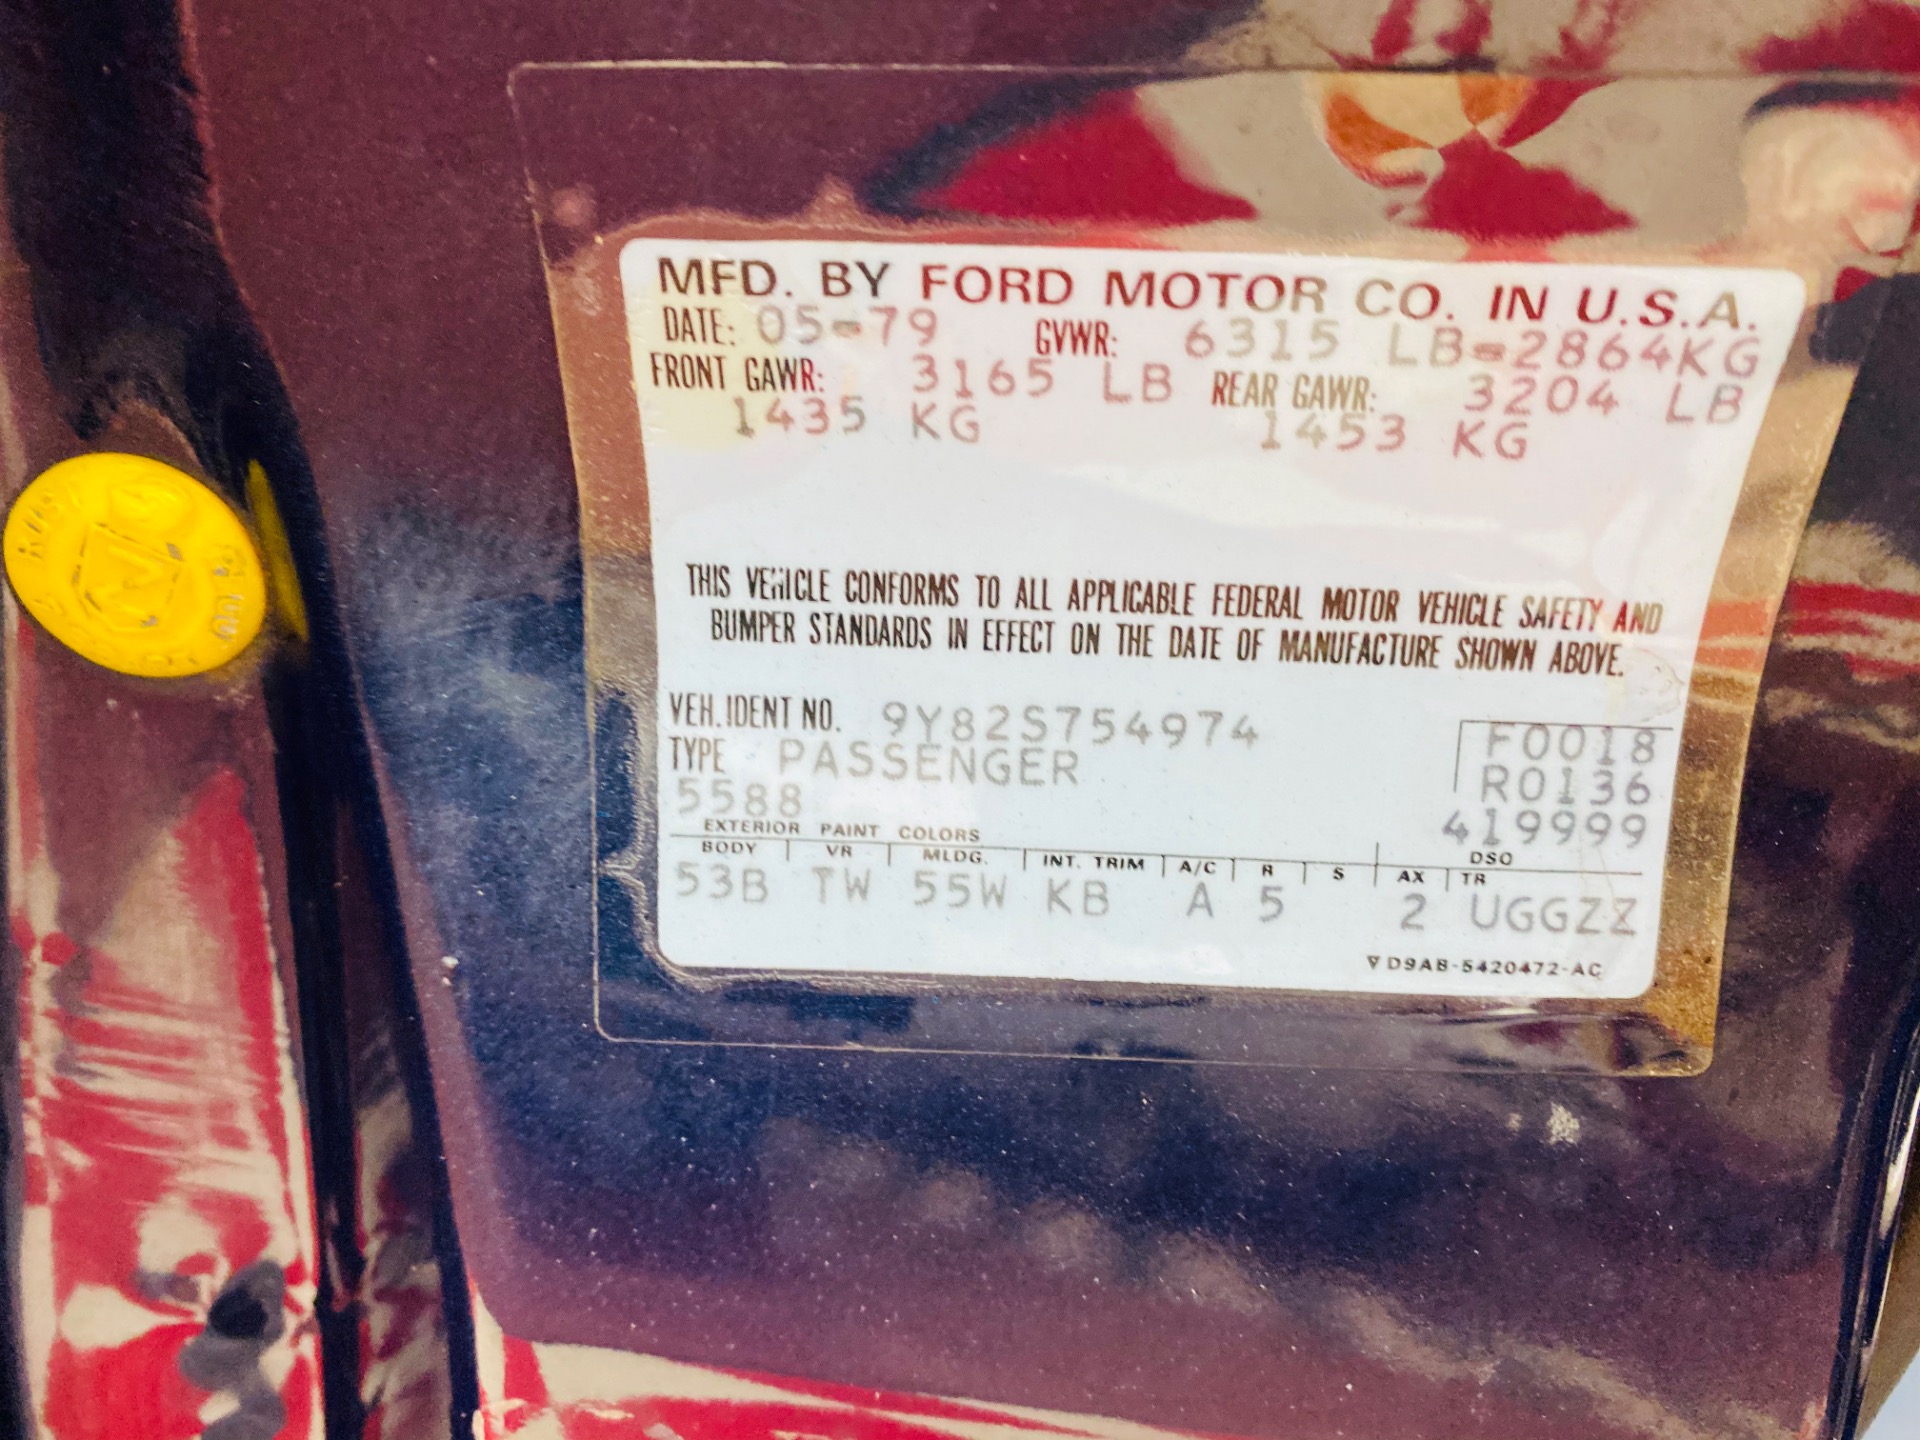 MFD. BY FORD MOTOR CO. IN U.S.A.
DATE: 05-79 GVWR: 6315 LB-2864KG
FRONT GAWR: 3165 LB REAR GAWR: 3204 LB
1435 KG 1453 KG
THIS VEHICLE CONFORMS TO ALL APPLICABLE FEDERAL MOTOR VEHICLE SAFETY AND
BUMPER STANDARDS IN EFFECT ON THE DATE OF MANUFACTURE SHOWN ABOVE.
VEH. IDENT NO. 9Y82S754974 F0018
TYPE PASSENGER R0136
5588 419999
EXTERIOR PAINT COLORS DSO
BODY VR MLDG. INT. TRIM A/C R S AX TR
53B TW 55W KB A 5 2 UGGZZ
D9AB-5420472-AC